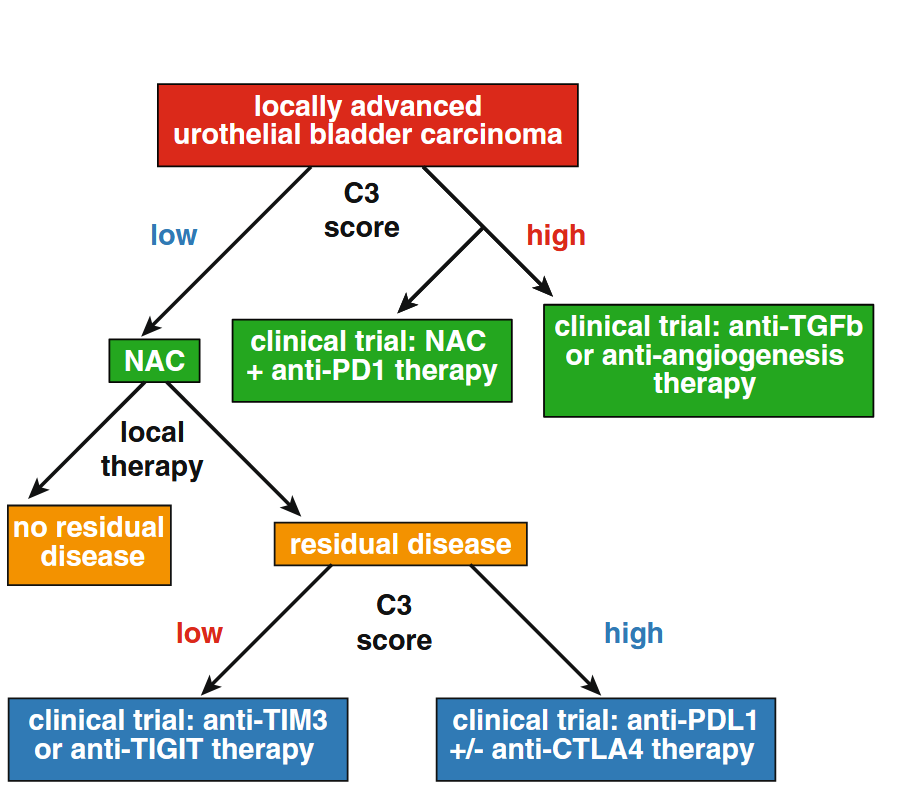 locally advanced
urothelial bladder carcinoma
C3
score
low
high
clinical trial: NAC
+ anti-PD1 therapy
clinical trial: anti-TGFb
or anti-angiogenesis
therapy
NAC
local
therapy
no residual
disease
residual disease
C3
score
low
high
clinical trial: anti-TIM3
or anti-TIGIT therapy
clinical trial: anti-PDL1
+/- anti-CTLA4 therapy